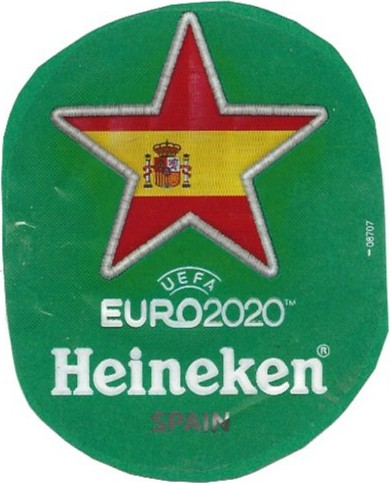 UEFA
EURO2020™
Heineken®
SPAIN
– 08707